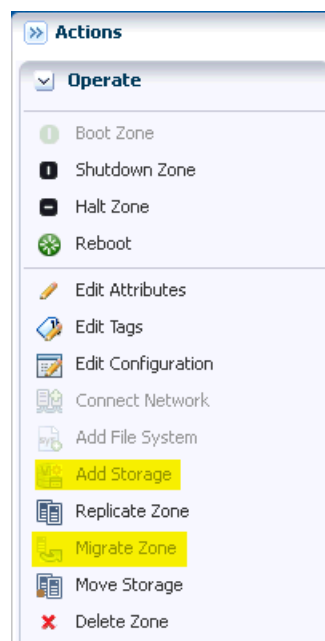 Actions
Operate
Boot Zone
Shutdown Zone
Halt Zone
Reboot
Edit Attributes
Edit Tags
Edit Configuration
Connect Network
Add File System
Add Storage
Replicate Zone
Migrate Zone
Move Storage
Delete Zone